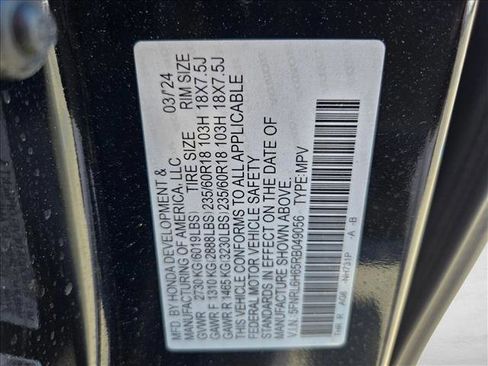 MFD. BY HONDA DEVELOPMENT & 03/24
MANUFACTURING OF AMERICA, LLC
TIRE SIZE RIM SIZE
GVWR 2730 KG(6019LBS)
GAWR F 1310 KG(2888LBS)235/60R18 103H 18X7.5J
GAWR R 1465 KG(3230LBS)235/60R18 103H 18X7.5J
THIS VEHICLE CONFORMS TO ALL APPLICABLE
FEDERAL MOTOR VEHICLE SAFETY
STANDARDS IN EFFECT ON THE DATE OF
MANUFACTURE SHOWN ABOVE.
V.I.N.: 5FNRL6H65RB049056 TYPE:MPV
THR-R AG8 -NH731P -A -B